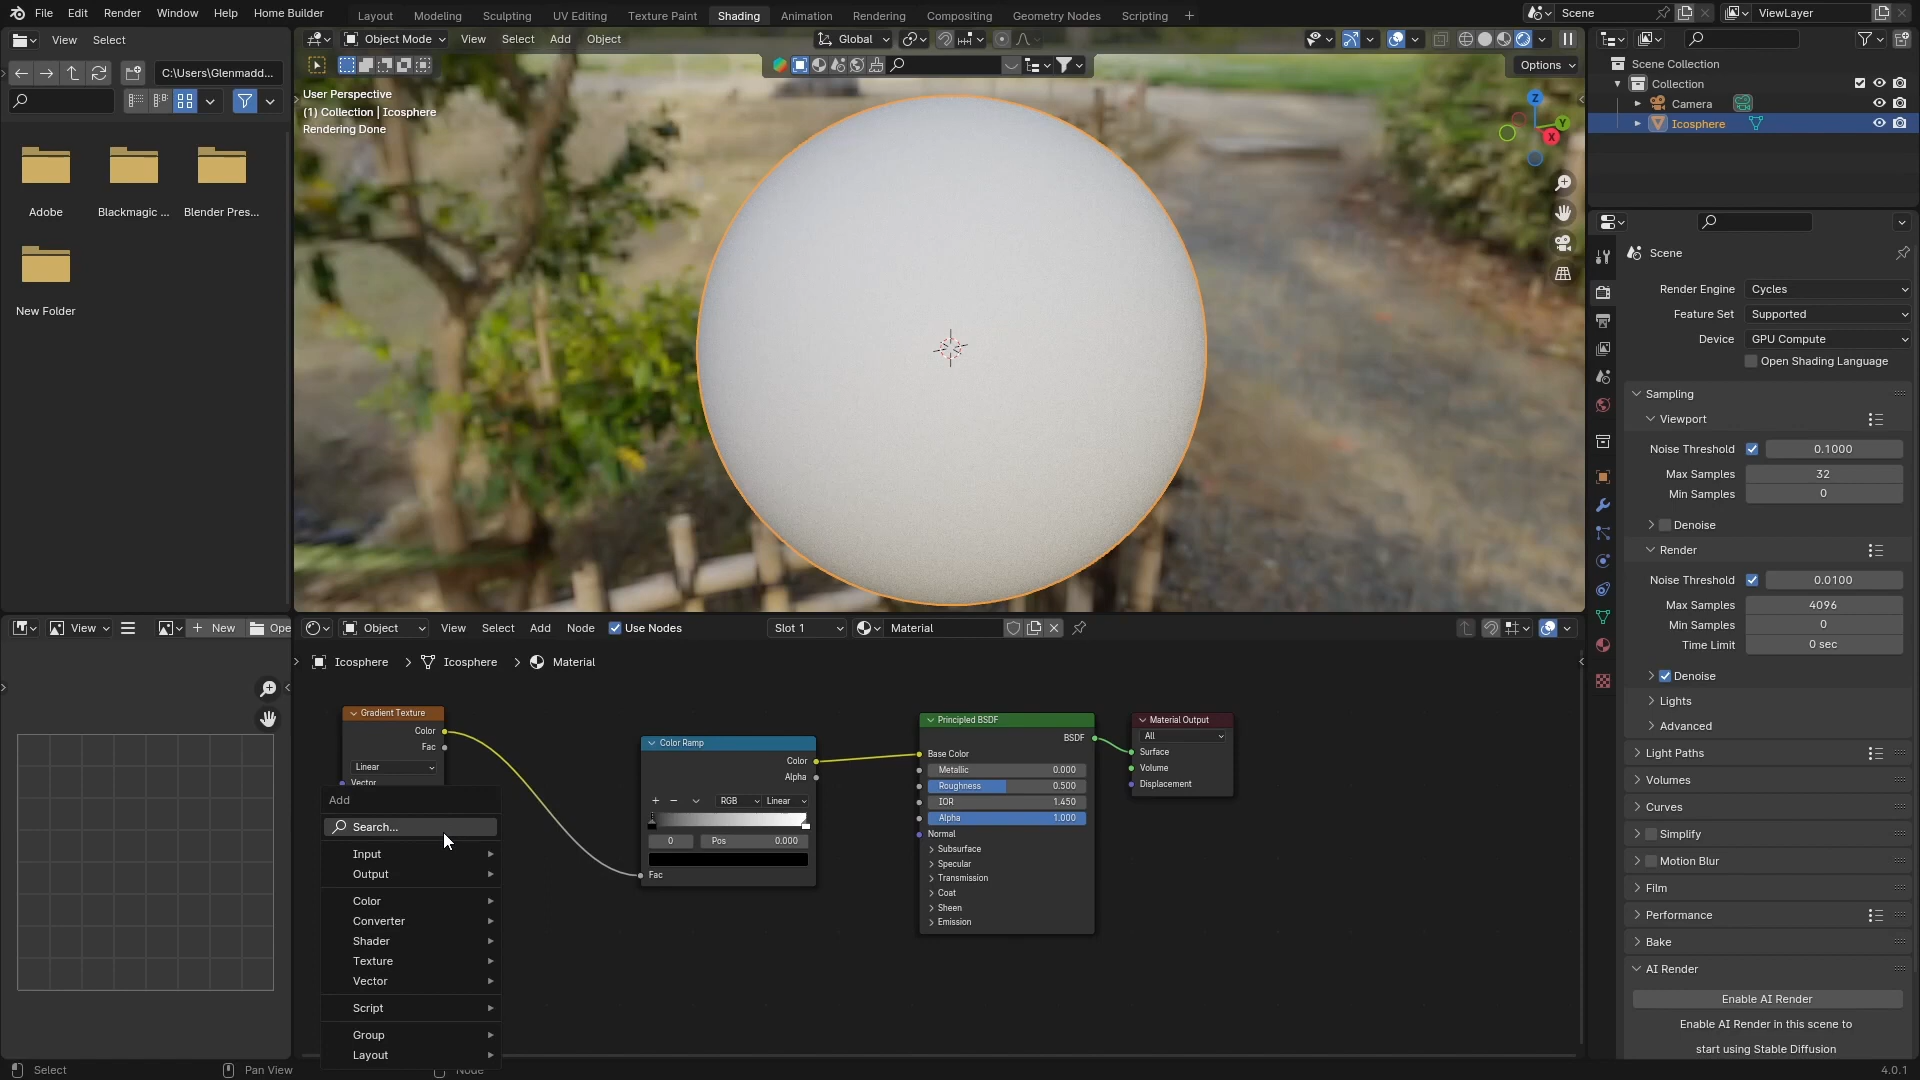 File Edit Render Window Help Home Builder Layout Modeling Sculpting UV Editing Texture Paint Shading Animation Rendering Compositing Geometry Nodes Scripting + Scene ViewLayer
View Select
C:\Users\Glenmadd...
Adobe
Blackmagic ...
Blender Pres...
New Folder
Object Mode View Select Add Object Global
Options
User Perspective
(1) Collection | Icosphere
Rendering Done
Z
Y
X
Scene Collection
Collection
Camera
Icosphere
Scene
Render Engine Cycles
Feature Set Supported
Device GPU Compute
Open Shading Language
Sampling
Viewport
Noise Threshold 0.1000
Max Samples 32
Min Samples 0
Denoise
Render
Noise Threshold 0.0100
Max Samples 4096
Min Samples 0
Time Limit 0 sec
Denoise
Lights
Advanced
Light Paths
Volumes
Curves
Simplify
Motion Blur
Film
Performance
Bake
AI Render
Enable AI Render
Enable AI Render in this scene to
start using Stable Diffusion
View + New Ope
Object View Select Add Node Use Nodes Slot 1 Material
Icosphere > Icosphere > Material
Gradient Texture
Color
Fac
Linear
Vector
Add
Search...
Input
Output
Color
Converter
Shader
Texture
Vector
Script
Group
Layout
Color Ramp
Color
Alpha
+ − RGB Linear
0 Pos 0.000
Fac
Principled BSDF
BSDF
Base Color
Metallic 0.000
Roughness 0.500
IOR 1.450
Alpha 1.000
Normal
Subsurface
Specular
Transmission
Coat
Sheen
Emission
Material Output
All
Surface
Volume
Displacement
Select Pan View Node 4.0.1